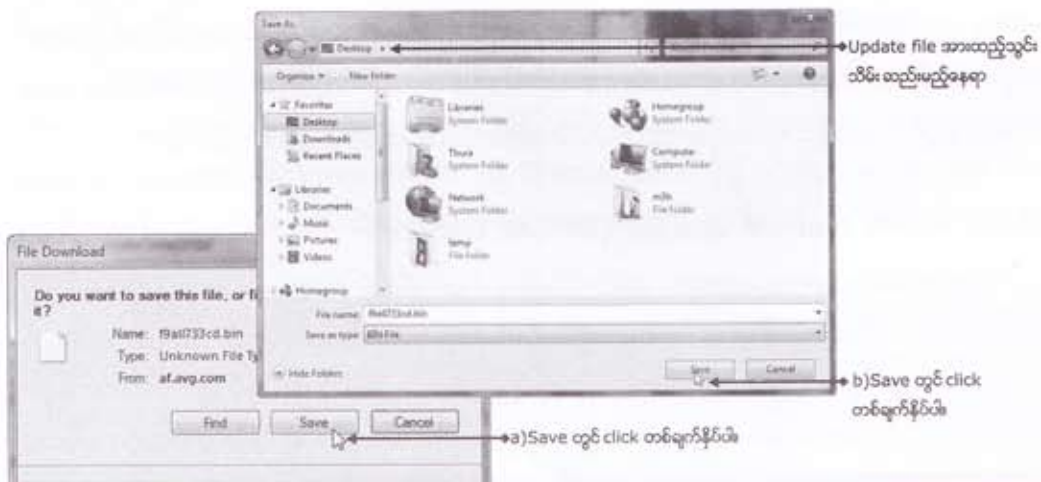 Save As
Desktop
Update file အားထည့်သွင်း
သိမ်းဆည်းမည့်နေရာ
Organize
New folder
Favorites
Desktop
Downloads
Recent Places
Libraries
Documents
Music
Pictures
Videos
Homegroup
Libraries
System Folder
Homegroup
System Folder
Thura
System Folder
Computer
System Folder
Network
System Folder
m3h
File folder
temp
File folder
File name:
Save as type: BIN File
Hide Folders
Save
Cancel
b)Save တွင် click
တစ်ချက်နှိပ်ပါ။
File Download
Do you want to save this file, or fi
it?
Name:
Type: Unknown File Ty
From: af.avg.com
Find
Save
Cancel
a)Save တွင် click တစ်ချက်နှိပ်ပါ။